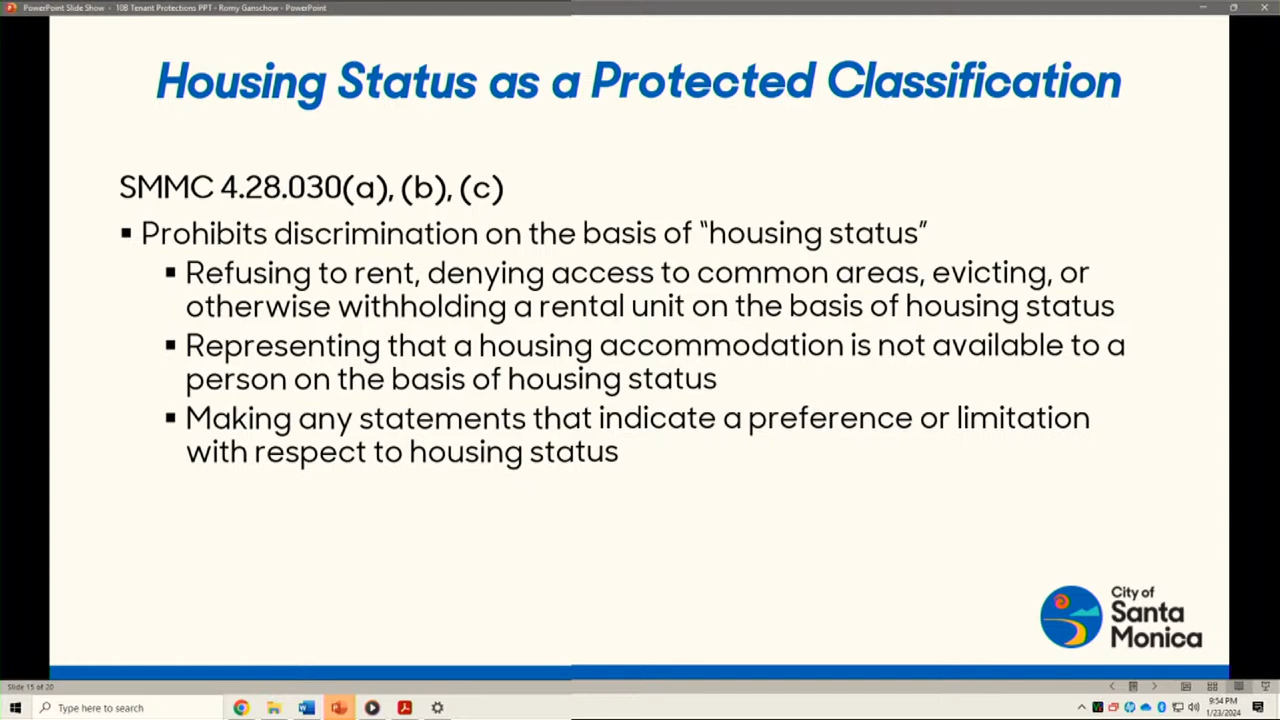 PowerPoint Slide Show - 10B Tenant Protections PPT - Romy Ganschow - PowerPoint
Housing Status as a Protected Classification
SMMC 4.28.030(a), (b), (c)
▪ Prohibits discrimination on the basis of “housing status”
▪ Refusing to rent, denying access to common areas, evicting, or
otherwise withholding a rental unit on the basis of housing status
▪ Representing that a housing accommodation is not available to a
person on the basis of housing status
▪ Making any statements that indicate a preference or limitation
with respect to housing status
City of
Santa
Monica
Slide 15 of 20
Type here to search
9:54 PM
1/23/2024